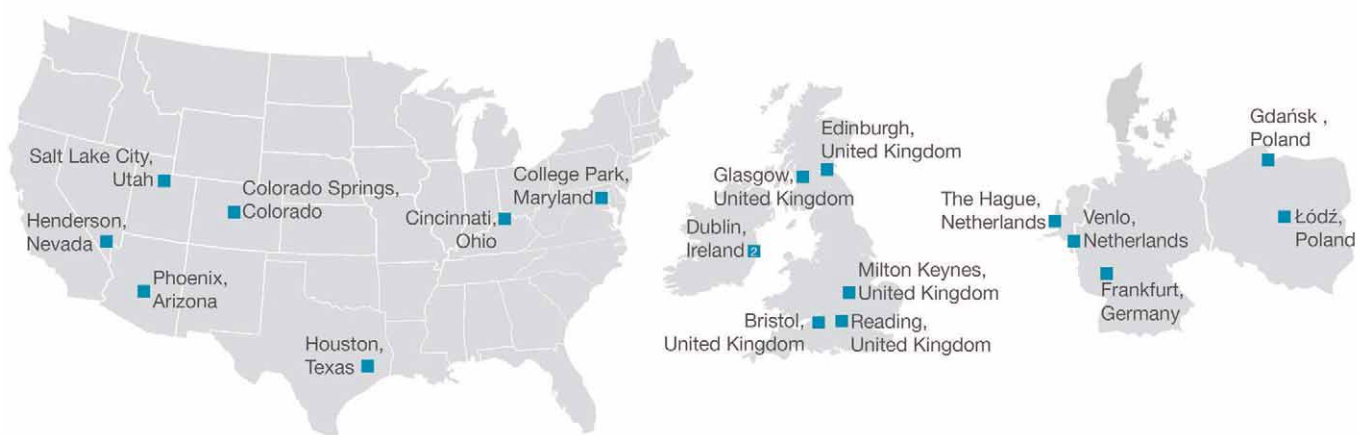 Salt Lake City,
Utah
Colorado Springs,
Colorado
Henderson,
Nevada
Phoenix,
Arizona
Houston,
Texas
Cincinnati,
Ohio
College Park,
Maryland
Edinburgh,
United Kingdom
Glasgow,
United Kingdom
Dublin,
Ireland 2
Milton Keynes,
United Kingdom
Bristol,
United Kingdom
Reading,
United Kingdom
Gdańsk ,
Poland
The Hague,
Netherlands
Venlo,
Netherlands
Łódź,
Poland
Frankfurt,
Germany